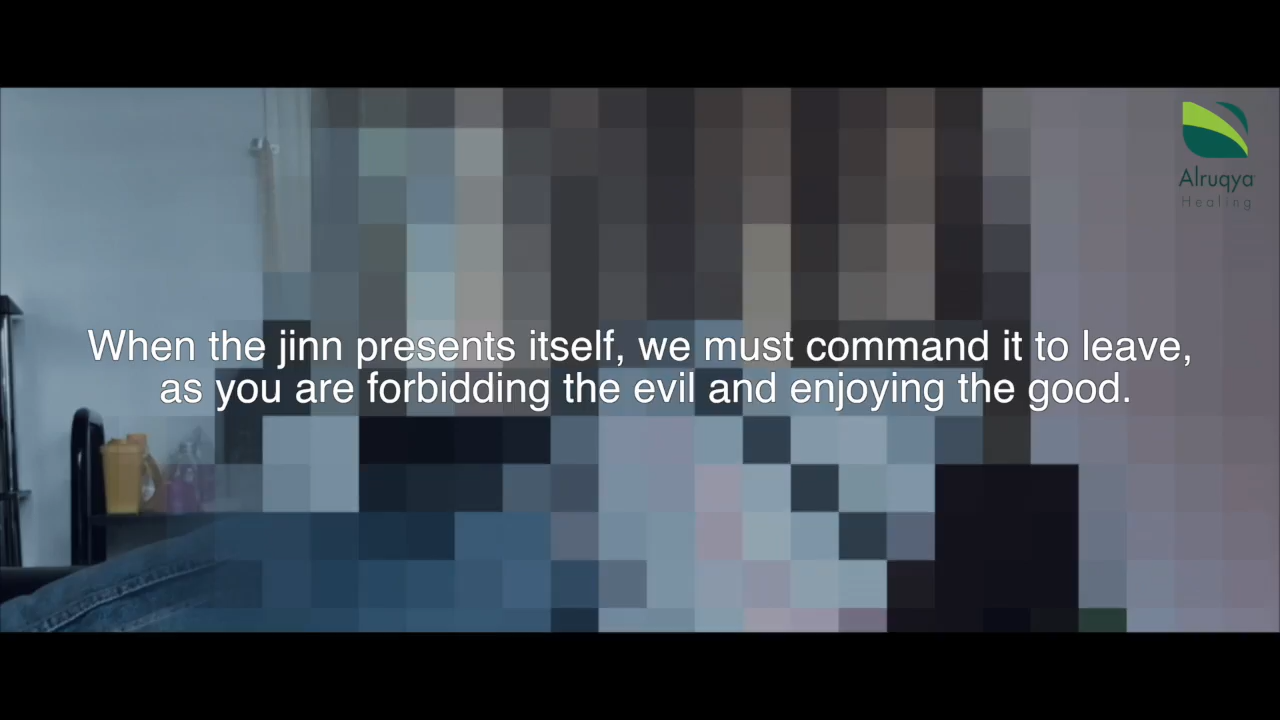 Alruqya
Healing
When the jinn presents itself, we must command it to leave,
as you are forbidding the evil and enjoying the good.